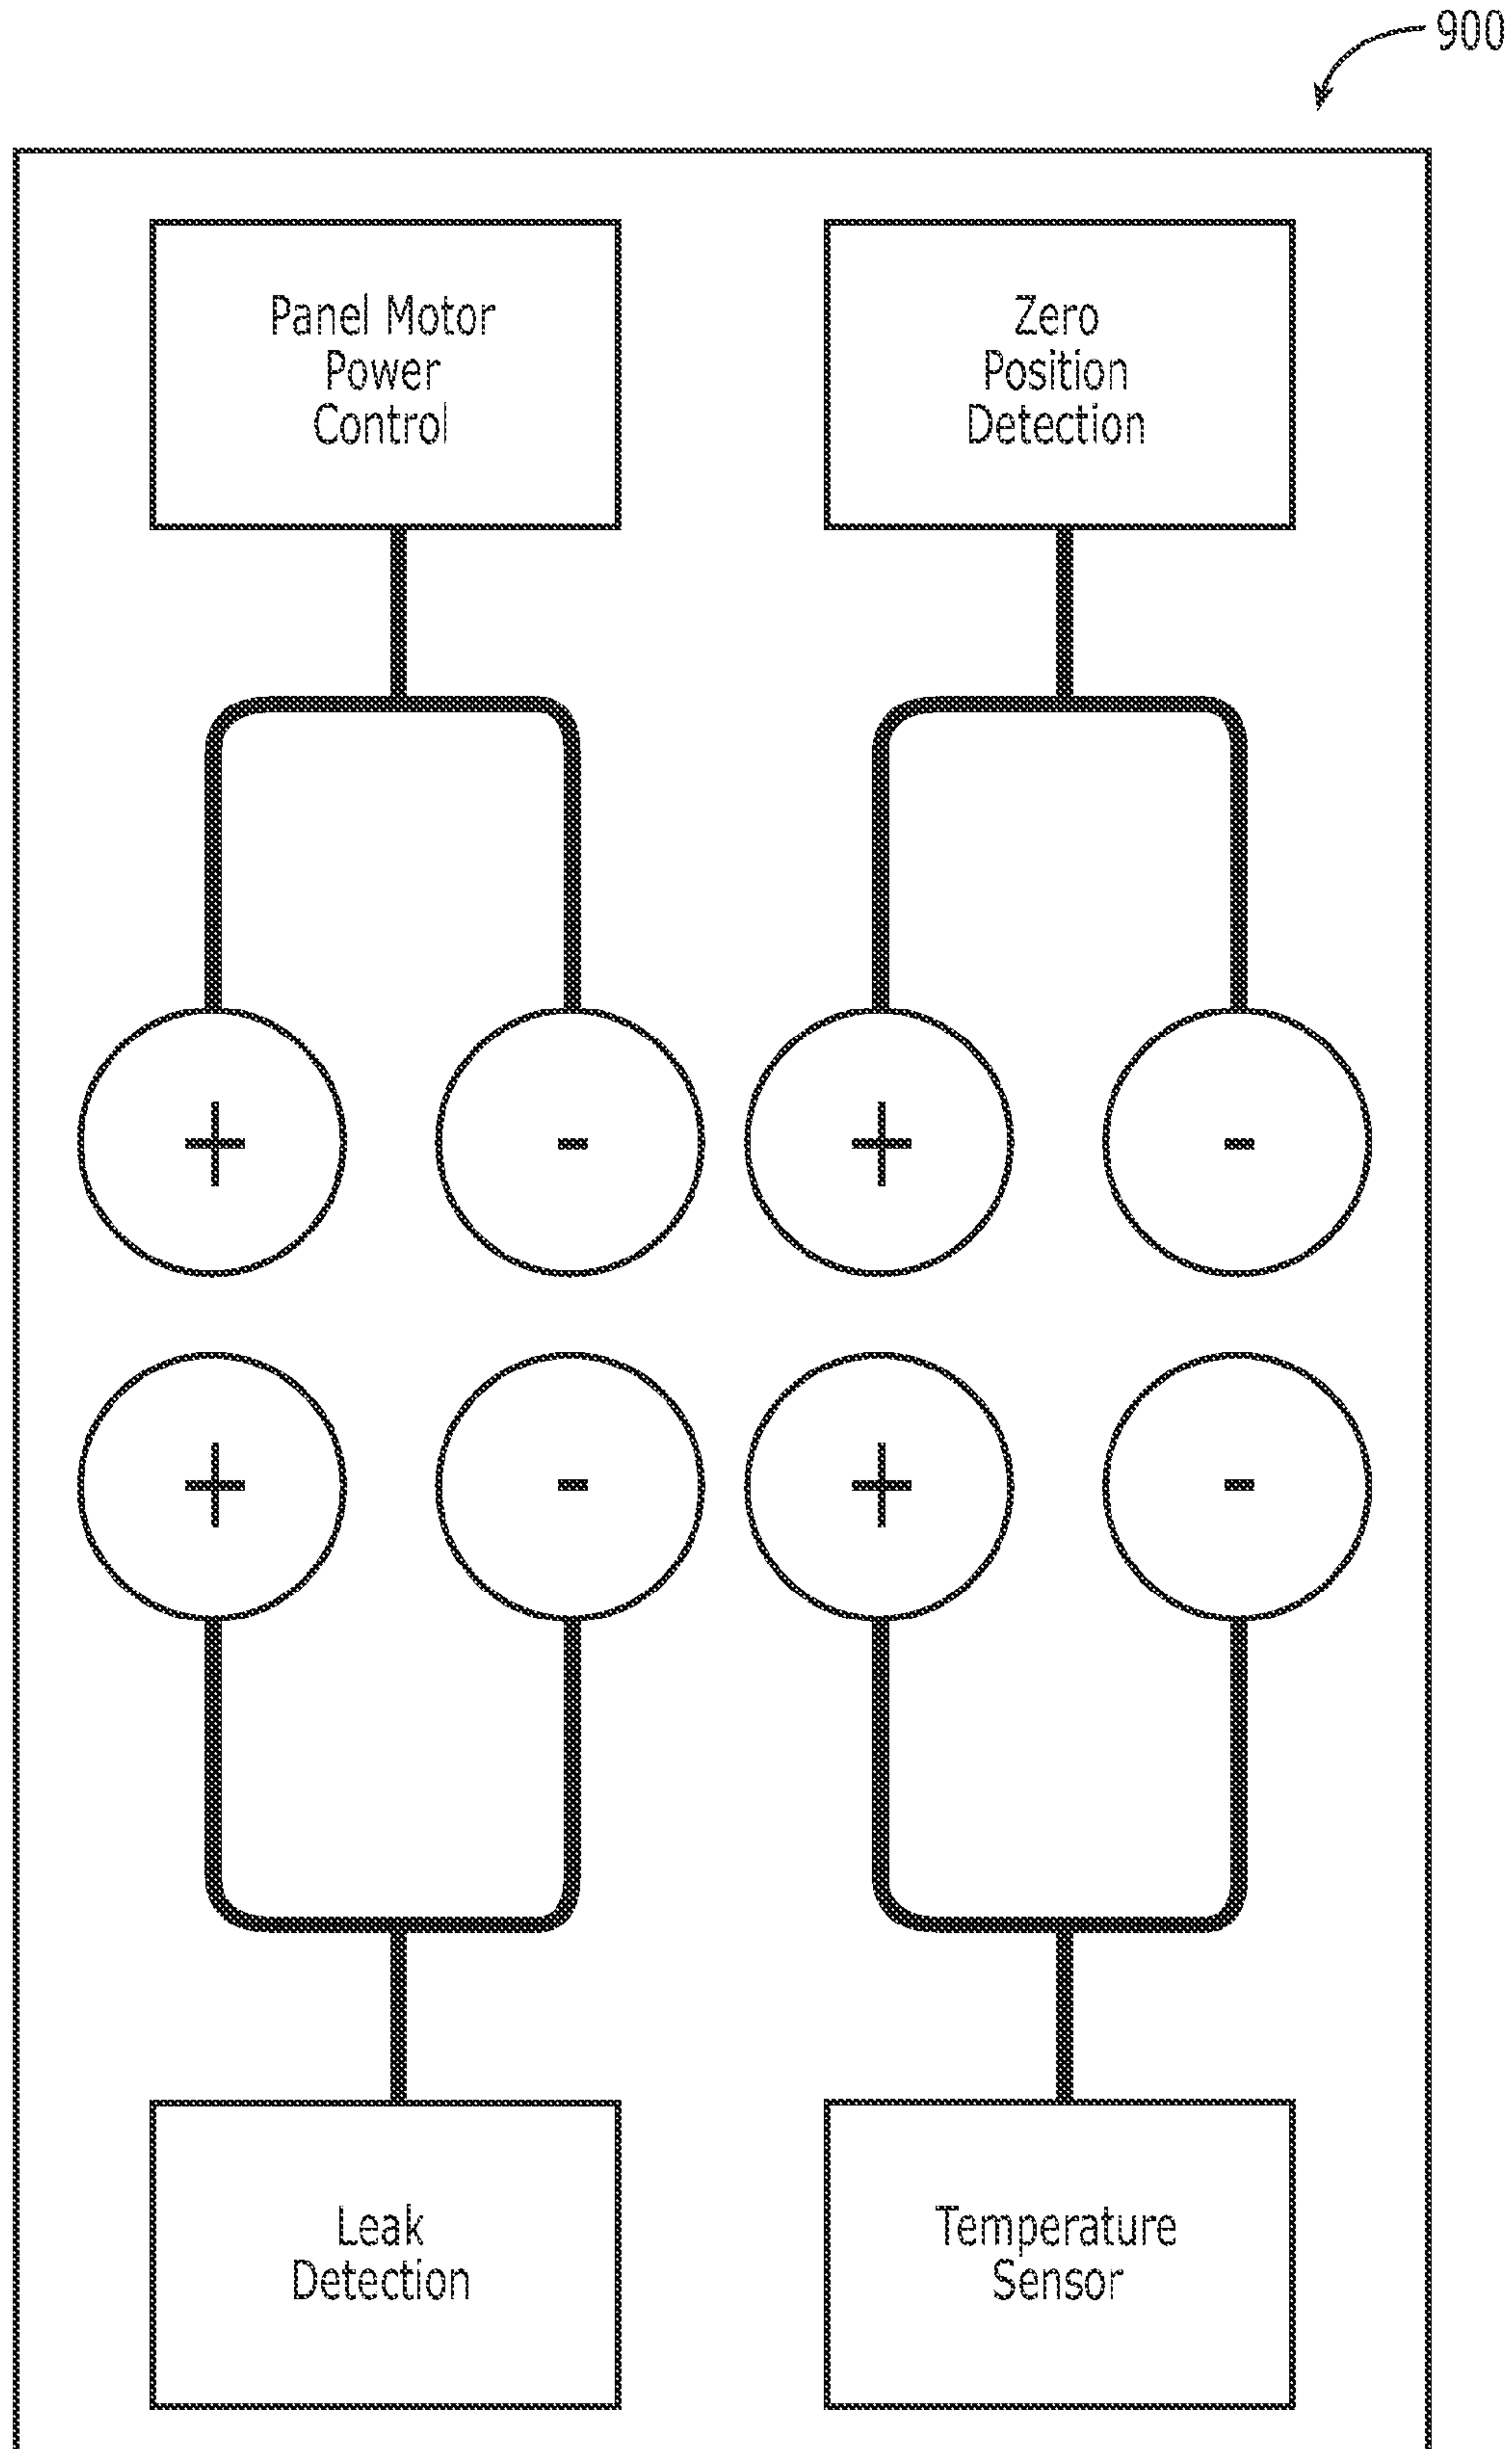 900
Panel Motor
Power
Control
Zero
Position
Detection
+ - + -
+ - + -
Leak
Detection
Temperature
Sensor